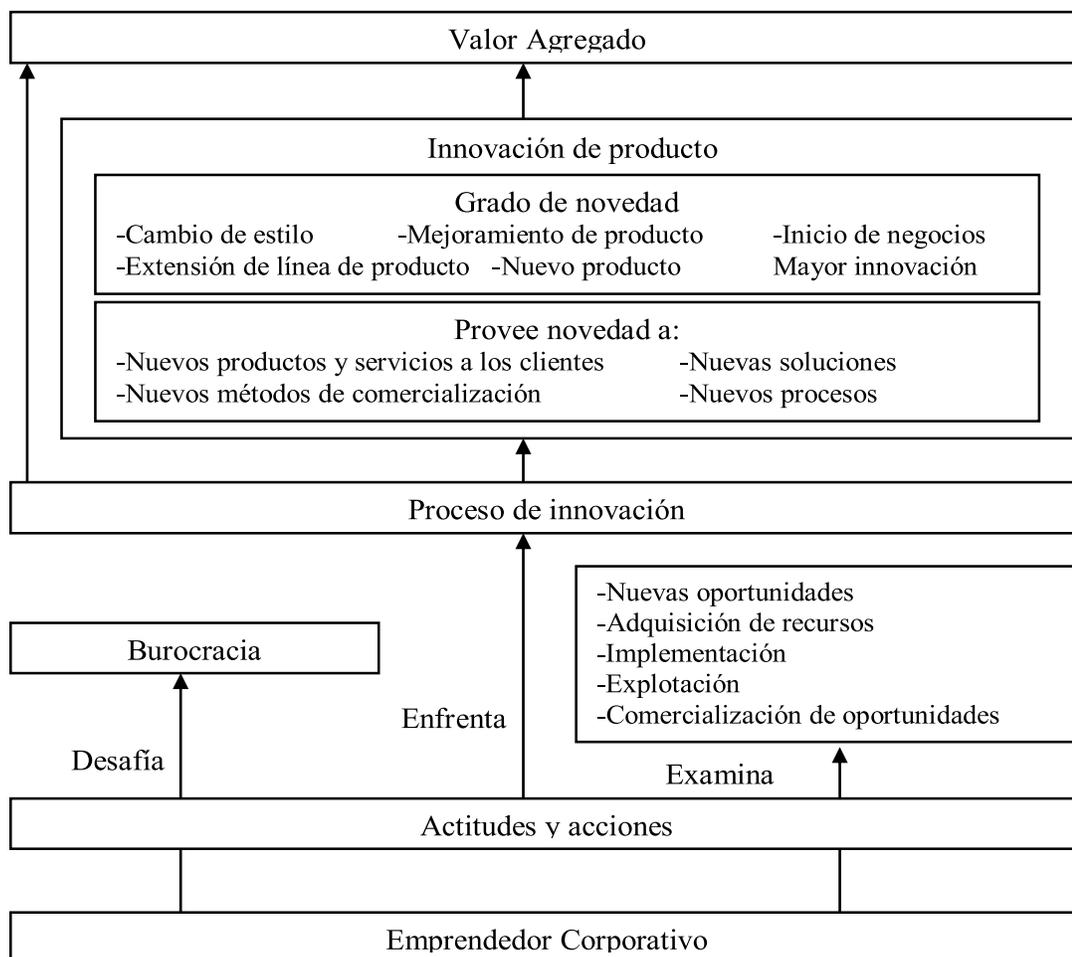 Valor Agregado
Innovación de producto
Grado de novedad
-Cambio de estilo -Mejoramiento de producto -Inicio de negocios
-Extensión de línea de producto -Nuevo producto Mayor innovación
Provee novedad a:
-Nuevos productos y servicios a los clientes -Nuevas soluciones
-Nuevos métodos de comercialización -Nuevos procesos
Proceso de innovación
-Nuevas oportunidades
-Adquisición de recursos
-Implementación
-Explotación
-Comercialización de oportunidades
Burocracia
Enfrenta
Desafía
Examina
Actitudes y acciones
Emprendedor Corporativo